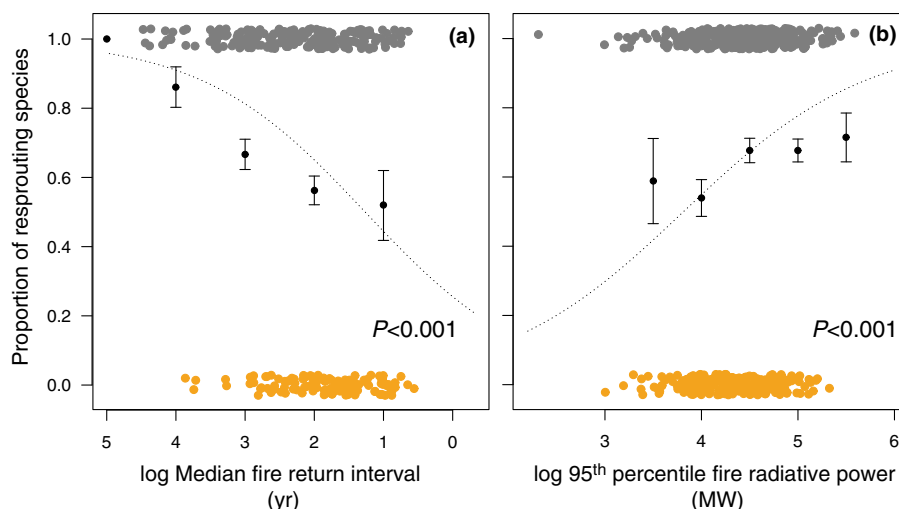 (a)
(b)
Proportion of resprouting species
1.0
0.8
0.6
0.4
0.2
0.0
P<0.001
P<0.001
5 4 3 2 1 0
3 4 5 6
log Median fire return interval
(yr)
log 95th percentile fire radiative power
(MW)